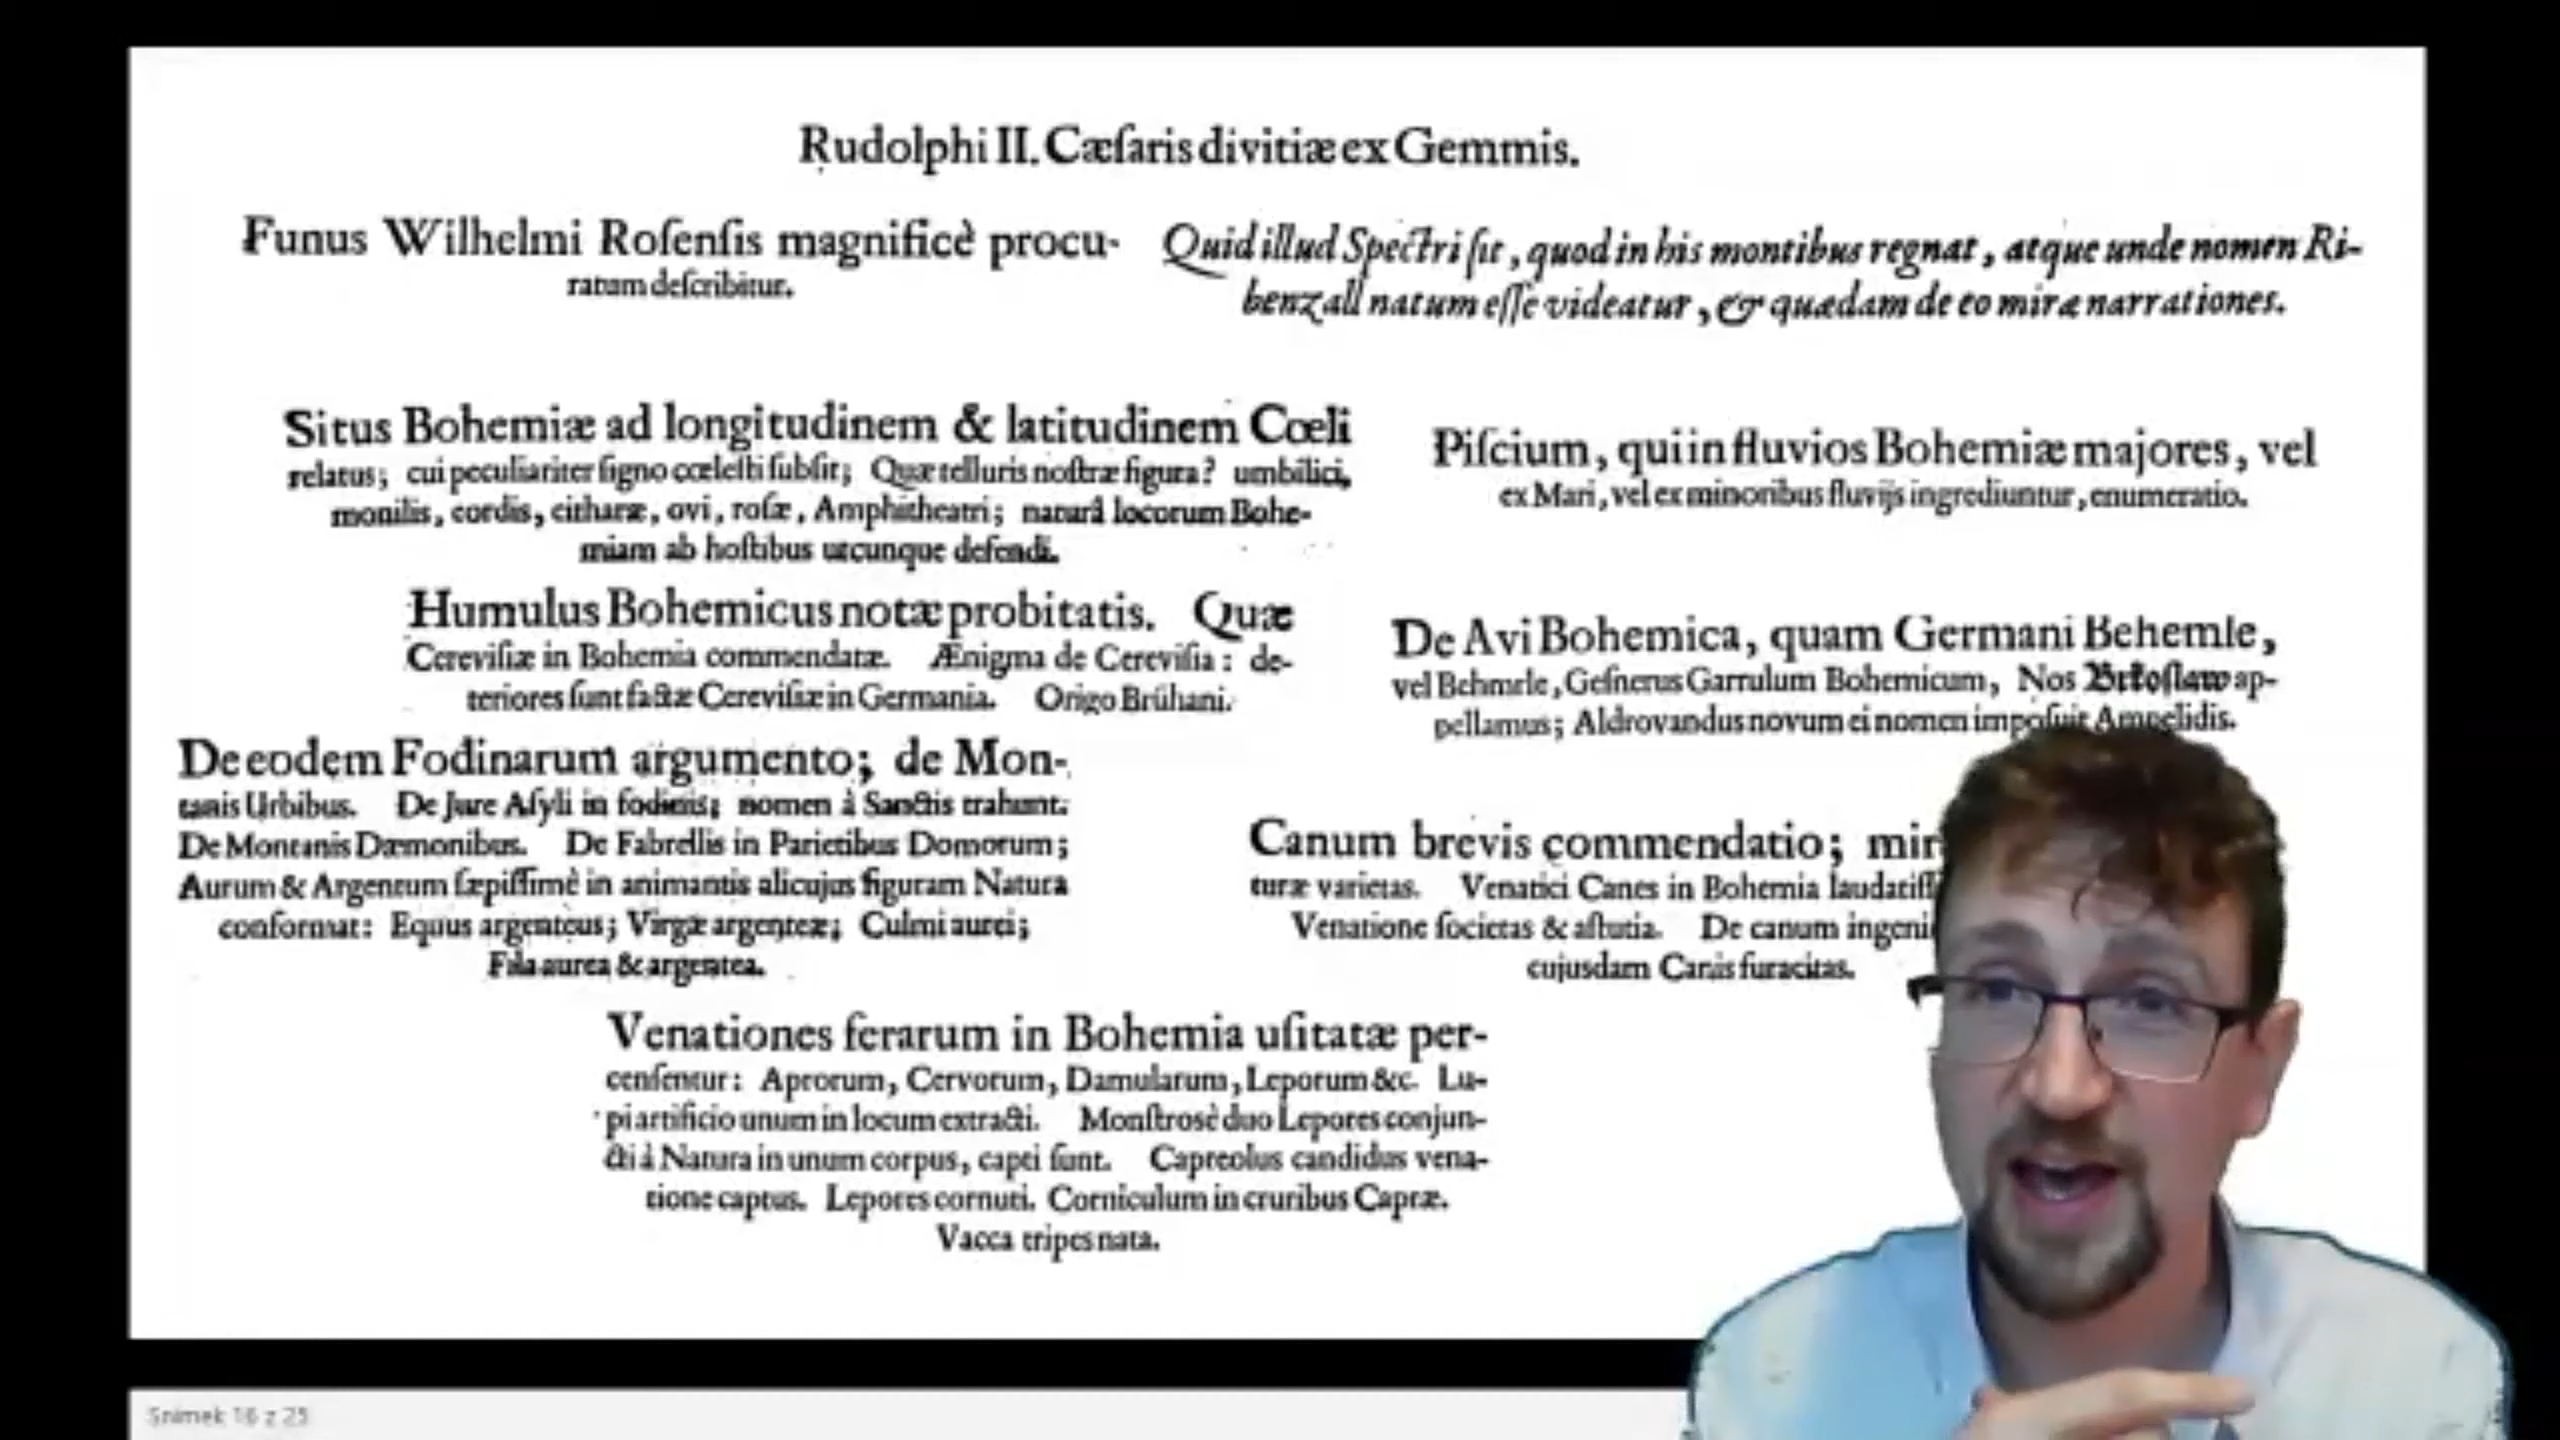 Rudolphi II. Cæſaris divitiæ ex Gemmis.
Funus Wilhelmi Roſenſis magnificè procu-
ratum deſcribitur.
Quid illud Spectri ſit, quod in his montibus regnat, atque unde nomen Ri-
benzall natum eſſe videatur, & quædam de eo miræ narrationes.
Situs Bohemiæ ad longitudinem & latitudinem Cœli
relatus; cui peculiariter ſigno cœleſti ſubſit; Quæ telluris noſtræ figura? umbilici,
monilis, cordis, citharæ, ovi, roſæ, Amphitheatri; naturâ locorum Bohe-
miam ab hoſtibus utcunque defendi.
Piſcium, qui in fluvios Bohemiæ majores, vel
ex Mari, vel ex minoribus fluvijs ingrediuntur, enumeratio.
Humulus Bohemicus notæ probitatis. Quæ
Cereviſiæ in Bohemia commendatæ. Ænigma de Cereviſia: de-
teriores ſunt factæ Cereviſiæ in Germania. Origo Brühani.
De Avi Bohemica, quam Germani Behemle,
vel Behmrle, Geſnerus Garrulum Bohemicum, Nos Brkoſlaw ap-
pellamus; Aldrovandus novum ei nomen impoſuit Ampelidis.
De eodem Fodinarum argumento; de Mon-
tanis Urbibus. De Jure Aſyli in fodinis; nomen à Sanctis trahunt.
De Montanis Dæmonibus. De Fabrellis in Parietibus Domorum;
Aurum & Argentum ſæpiſſimè in animantis alicujus figuram Natura
conformat: Equus argenteus; Virgæ argenteæ; Culmi aurei;
Fila aurea & argentea.
Canum brevis commendatio; mir
turæ varietas. Venatici Canes in Bohemia laudatiſſ
Venatione ſocietas & aſtutia. De canum ingeni
cujusdam Canis furacitas.
Venationes ferarum in Bohemia uſitatæ per-
cenſentur: Aprorum, Cervorum, Damularum, Leporum &c. Lu-
pi artificio unum in locum extracti. Monſtrosè duo Lepores conjun-
cti à Natura in unum corpus, capti ſunt. Capreolus candidus vena-
tione captus. Lepores cornuti. Corniculum in cruribus Capræ.
Vacca tripes nata.
Snímek 16 z 25